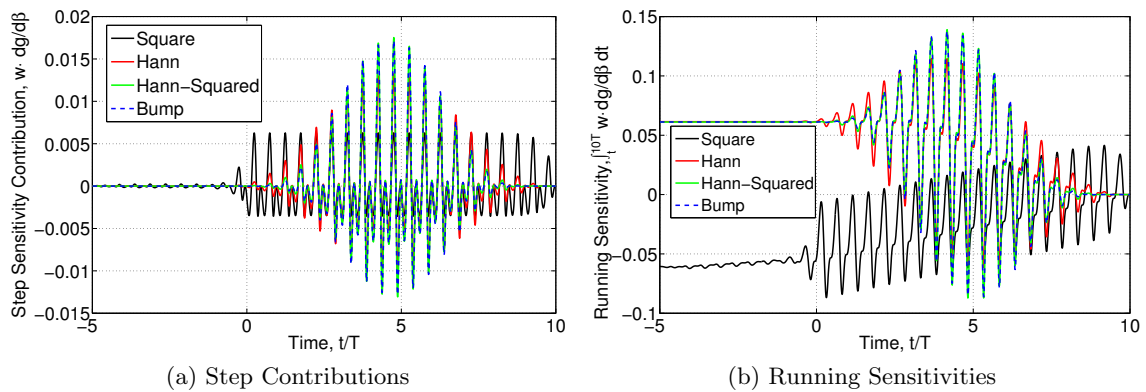 0.02
0.015
0.01
0.005
0
−0.005
−0.01
−0.015
−5
0
5
10
Step Sensitivity Contribution, w· dg/dβ
Time, t/T
Square
Hann
Hann−Squared
Bump
(a) Step Contributions
0.15
0.1
0.05
0
−0.05
−0.1
−5
0
5
10
Running Sensitivity, ∫t10T w·dg/dβ dt
Time, t/T
Square
Hann
Hann−Squared
Bump
(b) Running Sensitivities